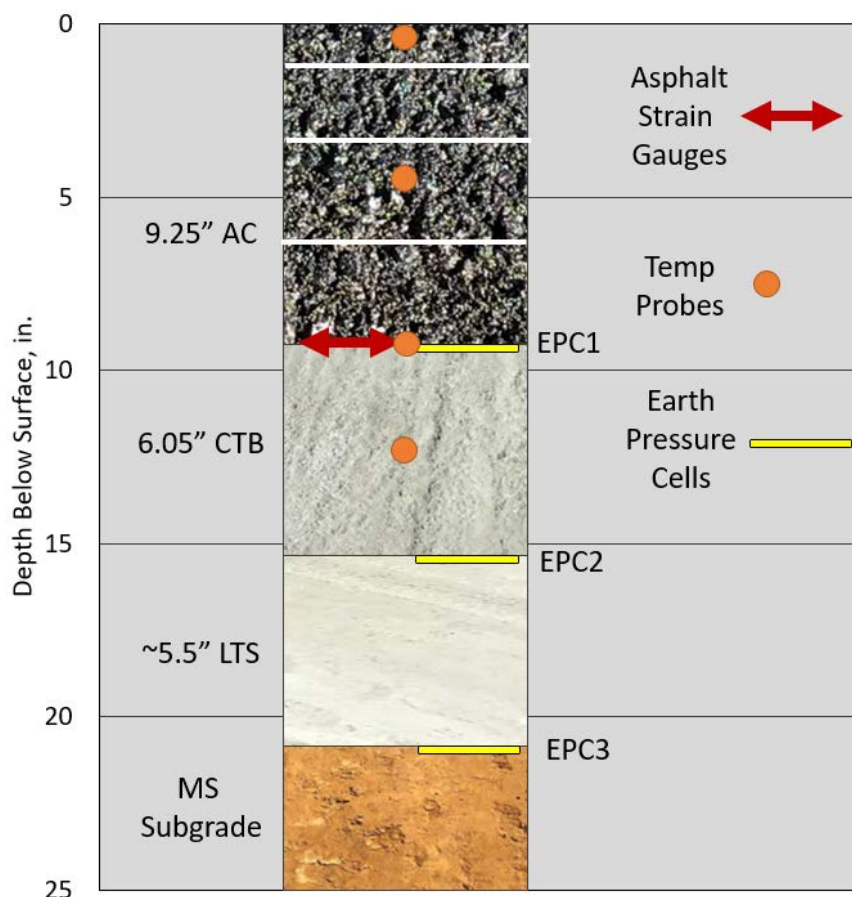 0
5
10
15
20
25
Depth Below Surface, in.
9.25” AC
6.05” CTB
~5.5” LTS
MS
Subgrade
EPC1
EPC2
EPC3
Asphalt
Strain
Gauges
Temp
Probes
Earth
Pressure
Cells